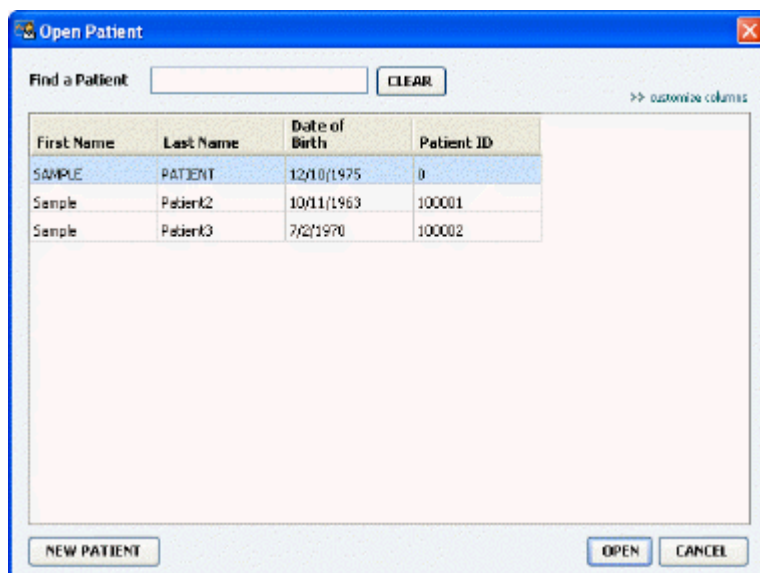 Open Patient
Find a Patient CLEAR
>> customize columns
First Name Last Name Date of Birth Patient ID
SAMPLE PATIENT 12/10/1975 0
Sample Patient2 10/11/1963 100001
Sample Patient3 7/2/1970 100002
NEW PATIENT OPEN CANCEL